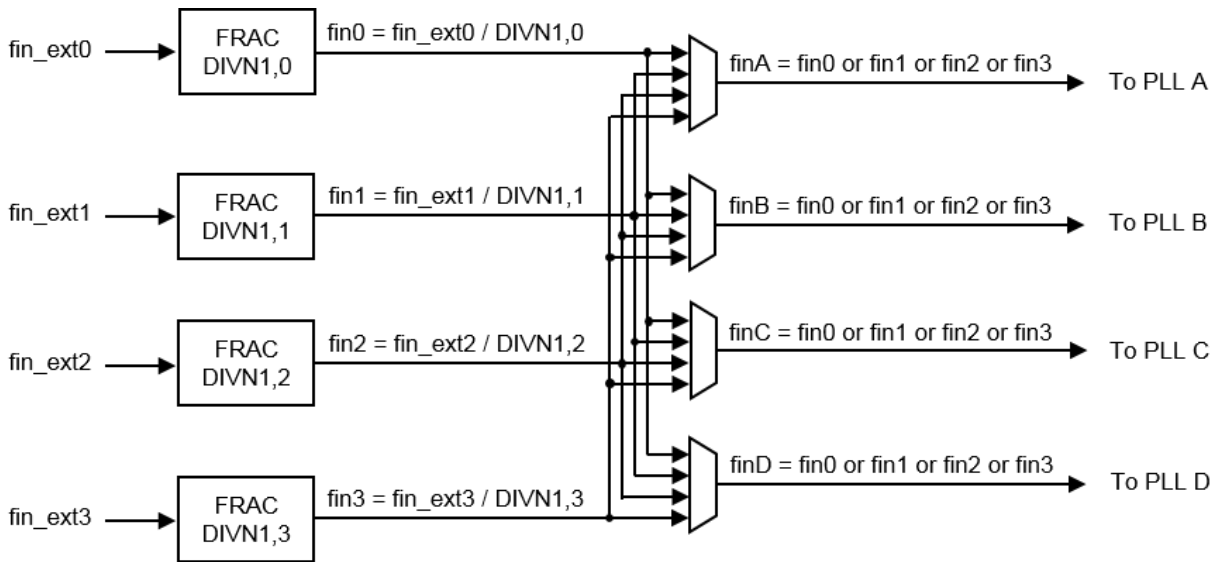 fin_ext0
FRAC
DIVN1,0
fin0 = fin_ext0 / DIVN1,0
finA = fin0 or fin1 or fin2 or fin3
To PLL A
fin_ext1
FRAC
DIVN1,1
fin1 = fin_ext1 / DIVN1,1
finB = fin0 or fin1 or fin2 or fin3
To PLL B
fin_ext2
FRAC
DIVN1,2
fin2 = fin_ext2 / DIVN1,2
finC = fin0 or fin1 or fin2 or fin3
To PLL C
fin_ext3
FRAC
DIVN1,3
fin3 = fin_ext3 / DIVN1,3
finD = fin0 or fin1 or fin2 or fin3
To PLL D